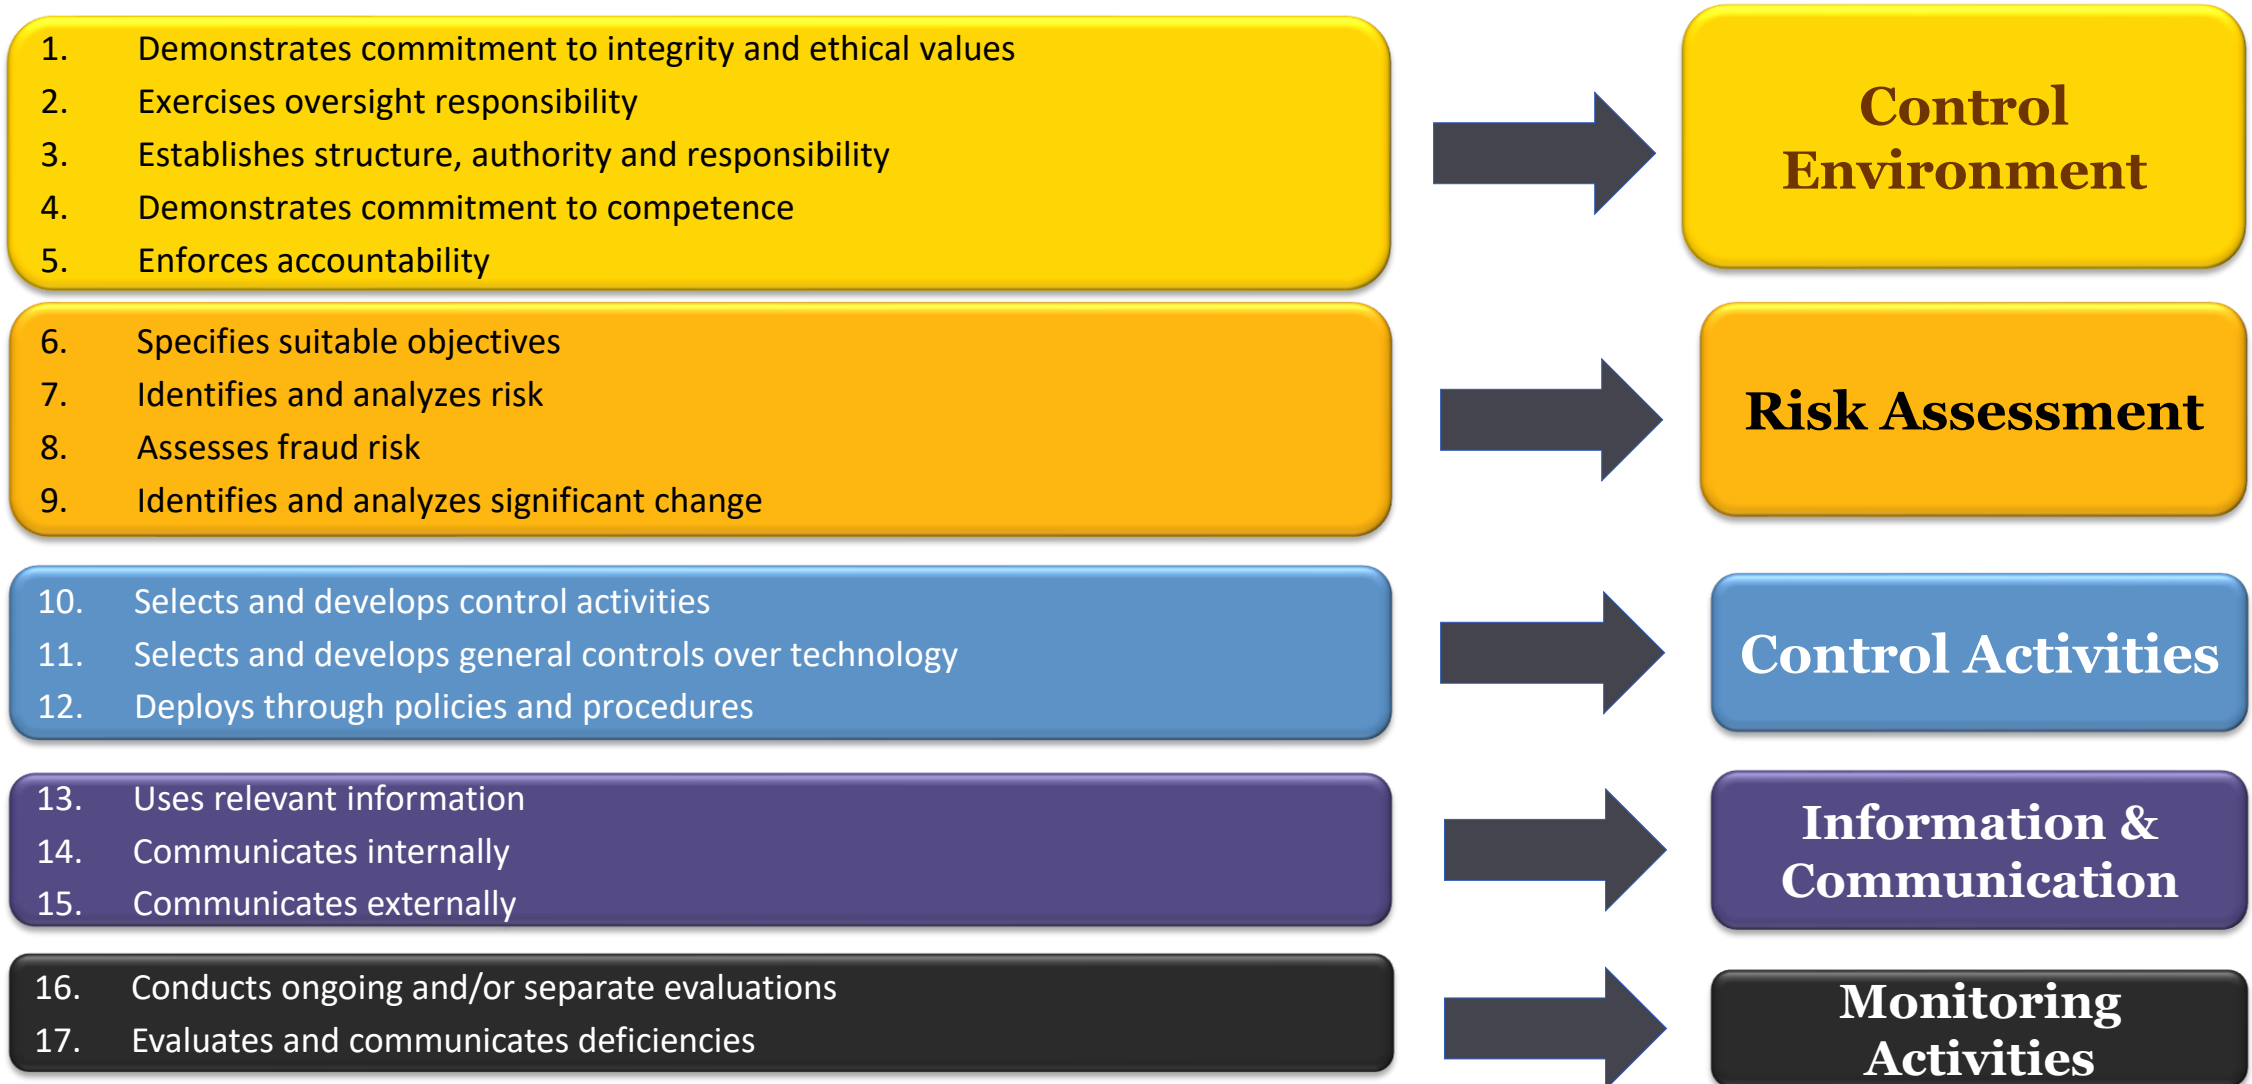 1. Demonstrates commitment to integrity and ethical values
2. Exercises oversight responsibility
3. Establishes structure, authority and responsibility
4. Demonstrates commitment to competence
5. Enforces accountability
Control
Environment
6. Specifies suitable objectives
7. Identifies and analyzes risk
8. Assesses fraud risk
9. Identifies and analyzes significant change
Risk Assessment
10. Selects and develops control activities
11. Selects and develops general controls over technology
12. Deploys through policies and procedures
Control Activities
13. Uses relevant information
14. Communicates internally
15. Communicates externally
Information &
Communication
16. Conducts ongoing and/or separate evaluations
17. Evaluates and communicates deficiencies
Monitoring
Activities